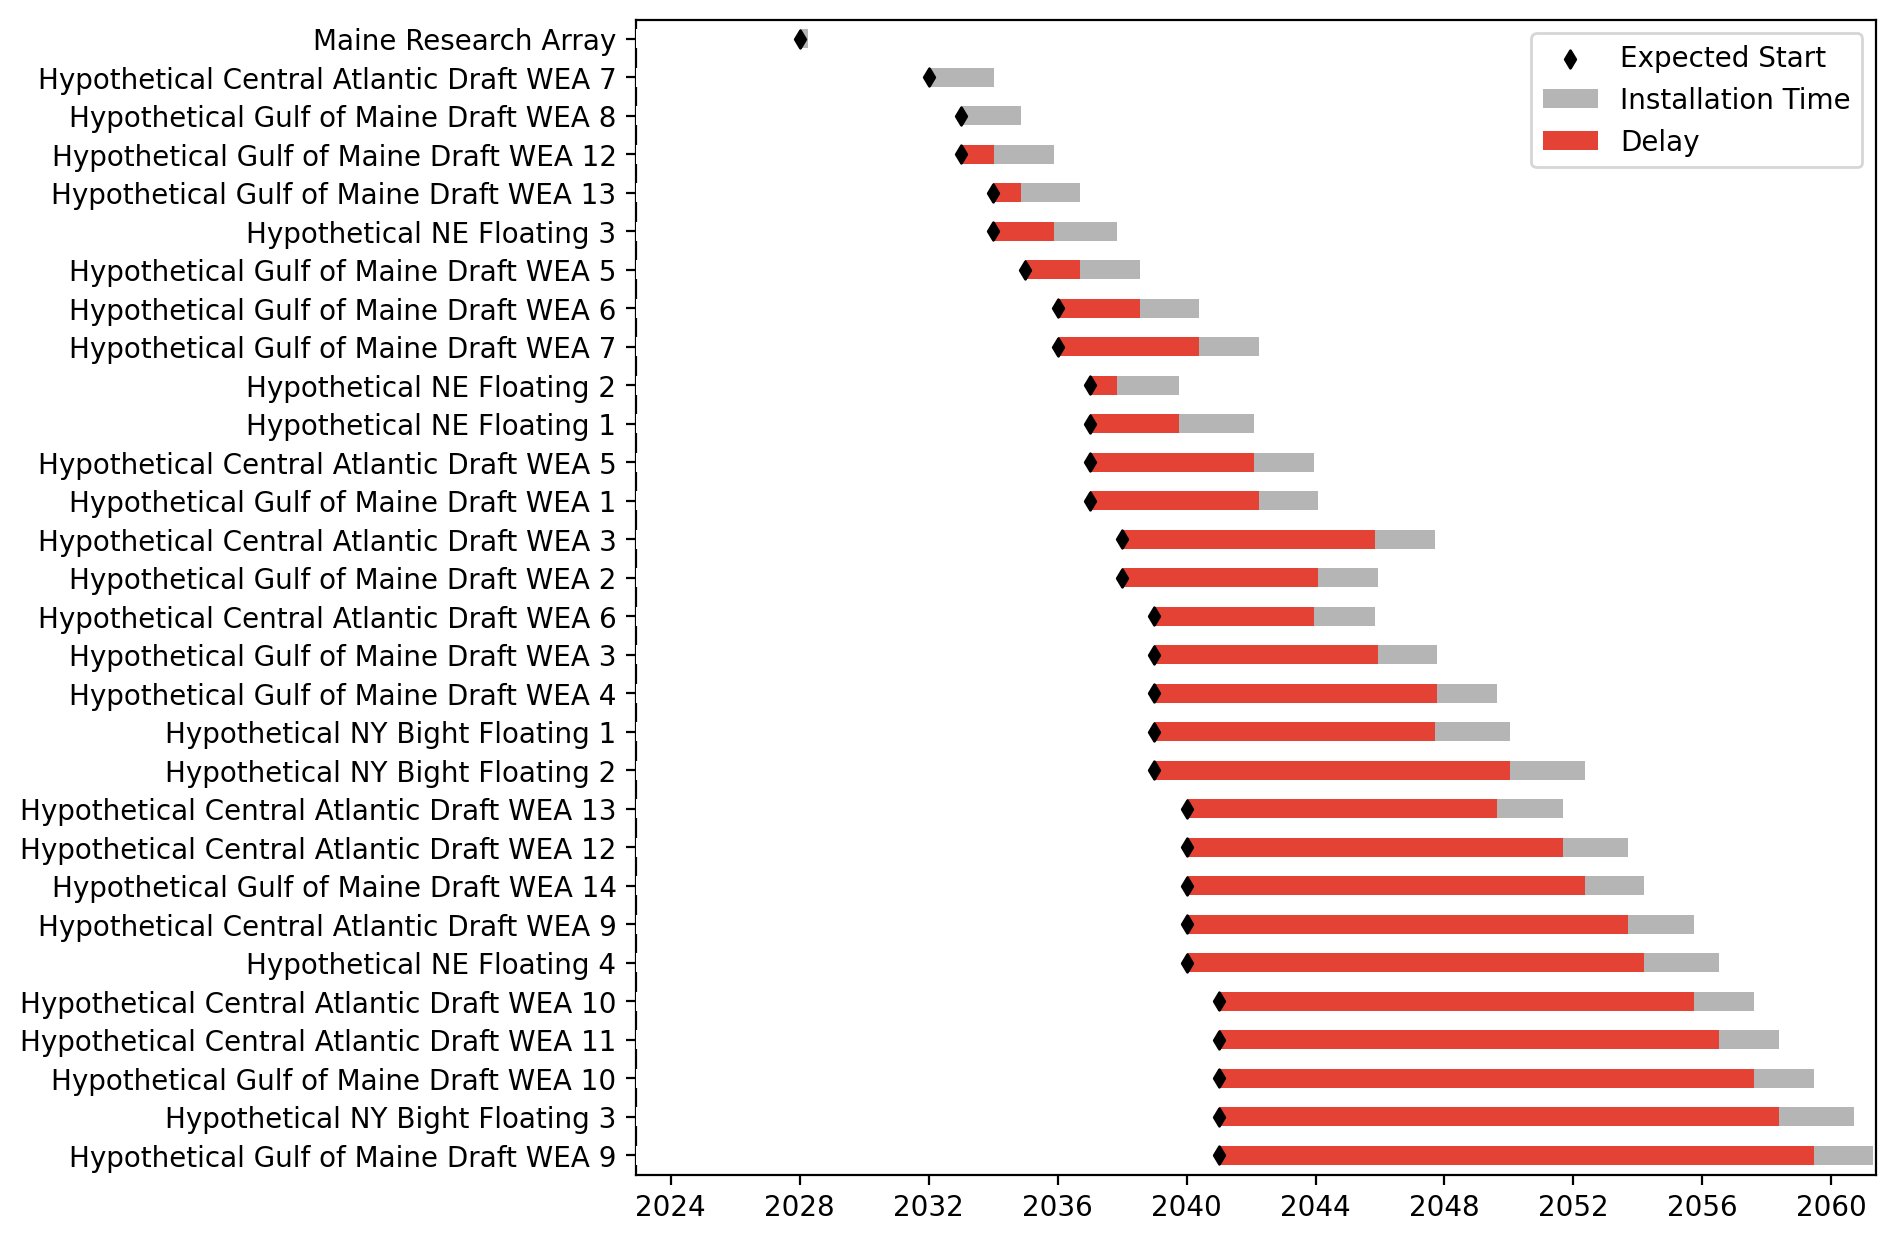 Maine Research Array
Hypothetical Central Atlantic Draft WEA 7
Hypothetical Gulf of Maine Draft WEA 8
Hypothetical Gulf of Maine Draft WEA 12
Hypothetical Gulf of Maine Draft WEA 13
Hypothetical NE Floating 3
Hypothetical Gulf of Maine Draft WEA 5
Hypothetical Gulf of Maine Draft WEA 6
Hypothetical Gulf of Maine Draft WEA 7
Hypothetical NE Floating 2
Hypothetical NE Floating 1
Hypothetical Central Atlantic Draft WEA 5
Hypothetical Gulf of Maine Draft WEA 1
Hypothetical Central Atlantic Draft WEA 3
Hypothetical Gulf of Maine Draft WEA 2
Hypothetical Central Atlantic Draft WEA 6
Hypothetical Gulf of Maine Draft WEA 3
Hypothetical Gulf of Maine Draft WEA 4
Hypothetical NY Bight Floating 1
Hypothetical NY Bight Floating 2
Hypothetical Central Atlantic Draft WEA 13
Hypothetical Central Atlantic Draft WEA 12
Hypothetical Gulf of Maine Draft WEA 14
Hypothetical Central Atlantic Draft WEA 9
Hypothetical NE Floating 4
Hypothetical Central Atlantic Draft WEA 10
Hypothetical Central Atlantic Draft WEA 11
Hypothetical Gulf of Maine Draft WEA 10
Hypothetical NY Bight Floating 3
Hypothetical Gulf of Maine Draft WEA 9
Expected Start
Installation Time
Delay
2024 2028 2032 2036 2040 2044 2048 2052 2056 2060